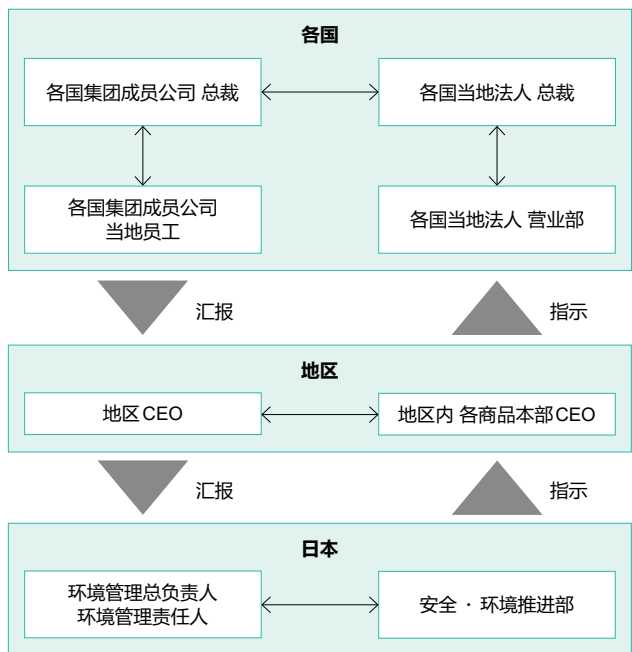 各国
各国集团成员公司 总裁
各国当地法人 总裁
各国集团成员公司
当地员工
各国当地法人 营业部
汇报
指示
地区
地区CEO
地区内 各商品本部CEO
汇报
指示
日本
环境管理总负责人
环境管理责任人
安全・环境推进部